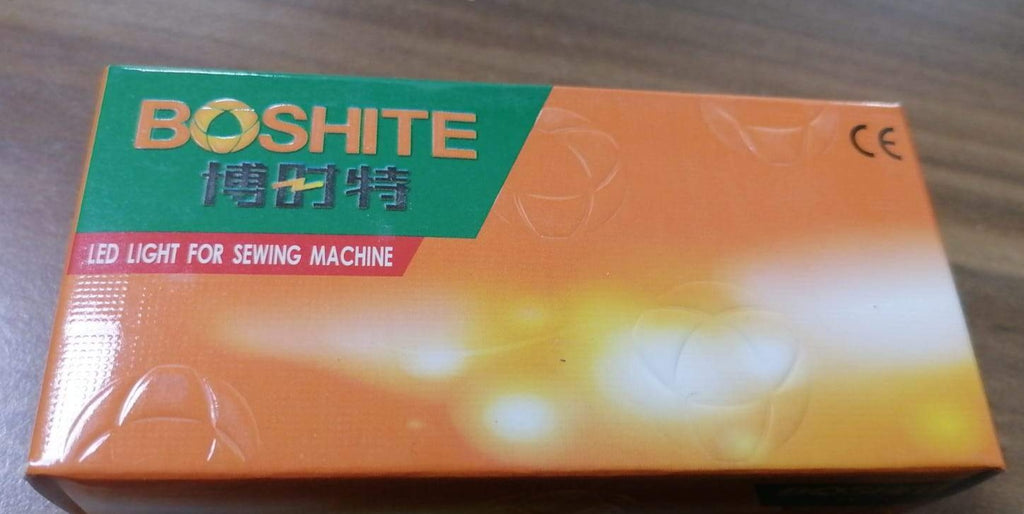 BOSHITE
博时特
LED LIGHT FOR SEWING MACHINE
CE